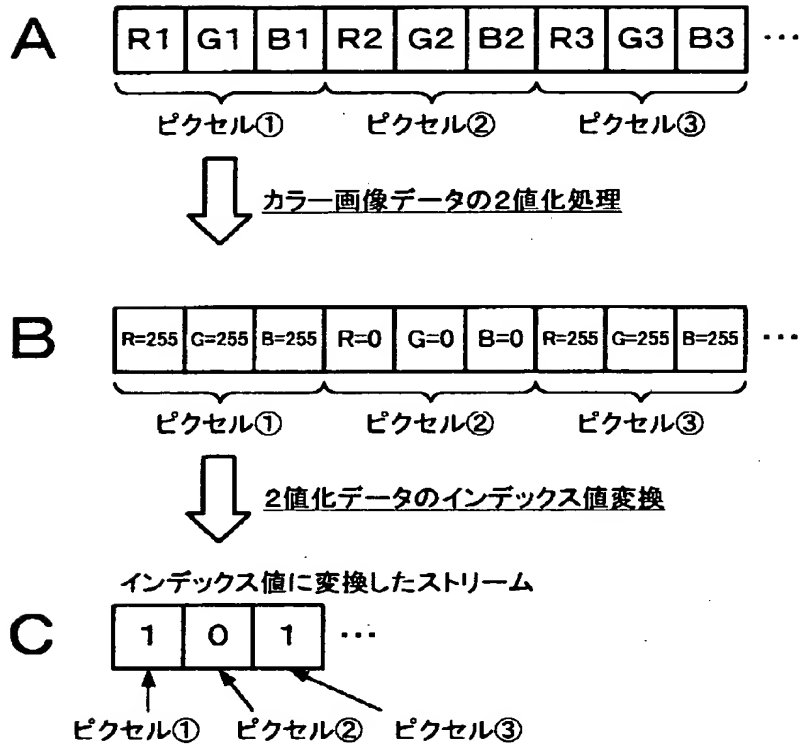 A R1 G1 B1 R2 G2 B2 R3 G3 B3 …
ピクセル① ピクセル② ピクセル③
カラー画像データの2値化処理
B R=255 G=255 B=255 R=0 G=0 B=0 R=255 G=255 B=255 …
ピクセル① ピクセル② ピクセル③
2値化データのインデックス値変換
インデックス値に変換したストリーム
C 1 0 1 …
ピクセル① ピクセル② ピクセル③